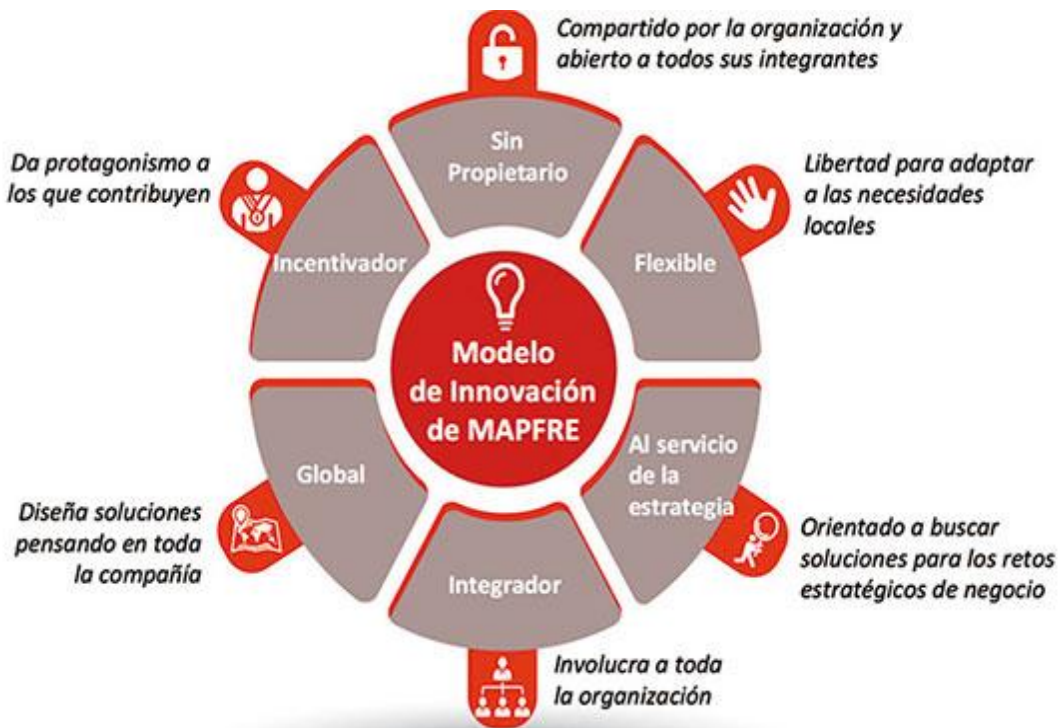 Compartido por la organización y
abierto a todos sus integrantes
Sin
Propietario
Libertad para adaptar
a las necesidades
locales
Flexible
Al servicio
de la
estrategia
Orientado a buscar
soluciones para los retos
estratégicos de negocio
Integrador
Involucra a toda
la organización
Global
Diseña soluciones
pensando en toda
la compañía
Incentivador
Da protagonismo a
los que contribuyen
Modelo
de Innovación
de MAPFRE